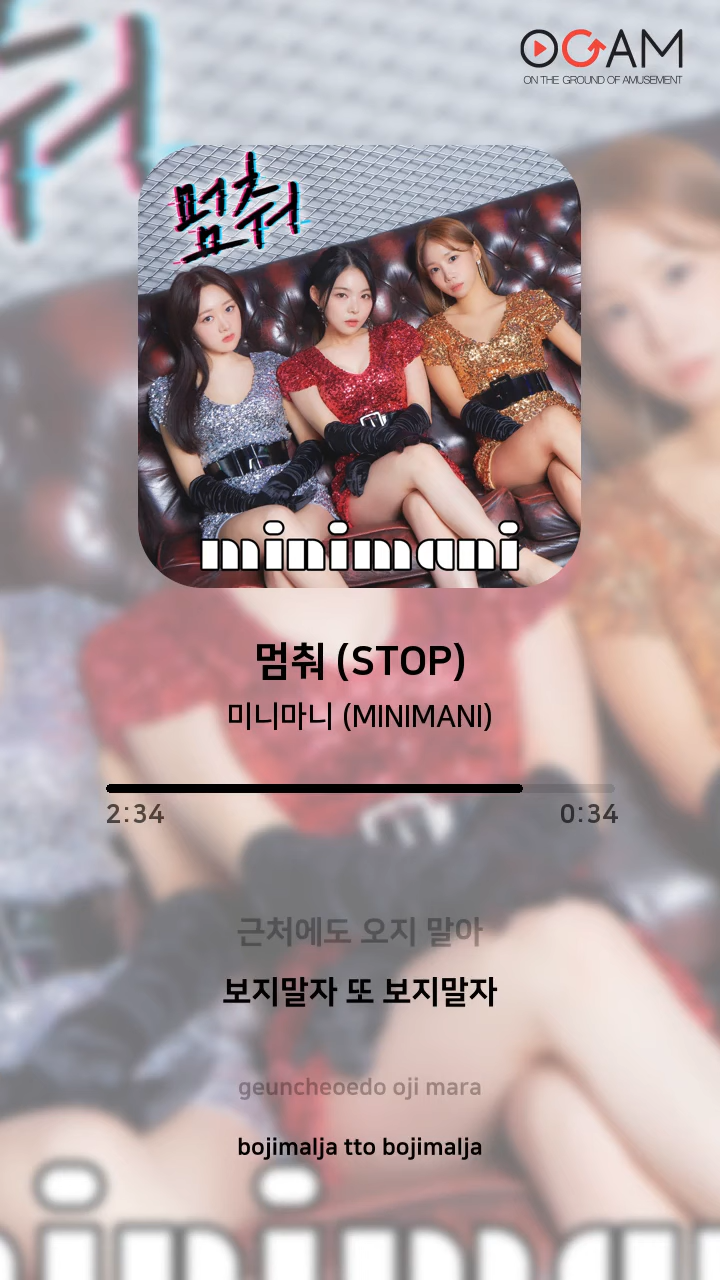 OGAM
ON THE GROUND OF AMUSEMENT
멈춰
minimani
멈춰 (STOP)
미니마니 (MINIMANI)
2:34
0:34
근처에도 오지 말아
보지말자 또 보지말자
geuncheoedo oji mara
bojimalja tto bojimalja